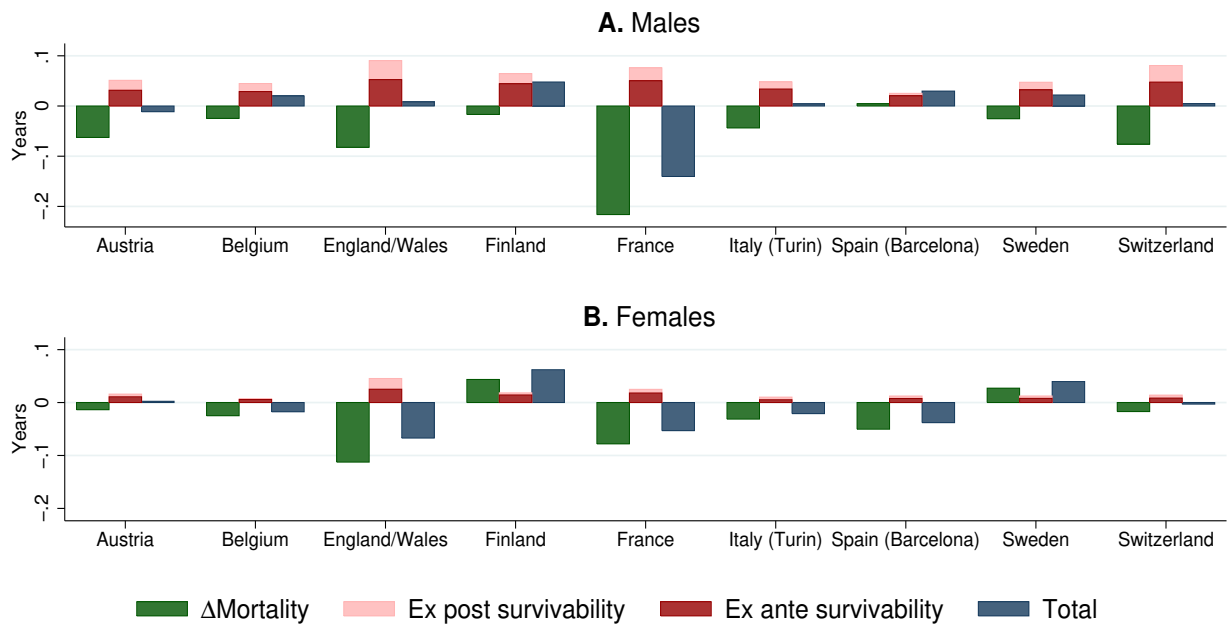 A. Males
Years
.1
0
-.1
-.2
Austria Belgium England/Wales Finland France Italy (Turin) Spain (Barcelona) Sweden Switzerland
B. Females
Years
.1
0
-.1
-.2
Austria Belgium England/Wales Finland France Italy (Turin) Spain (Barcelona) Sweden Switzerland
ΔMortality Ex post survivability Ex ante survivability Total